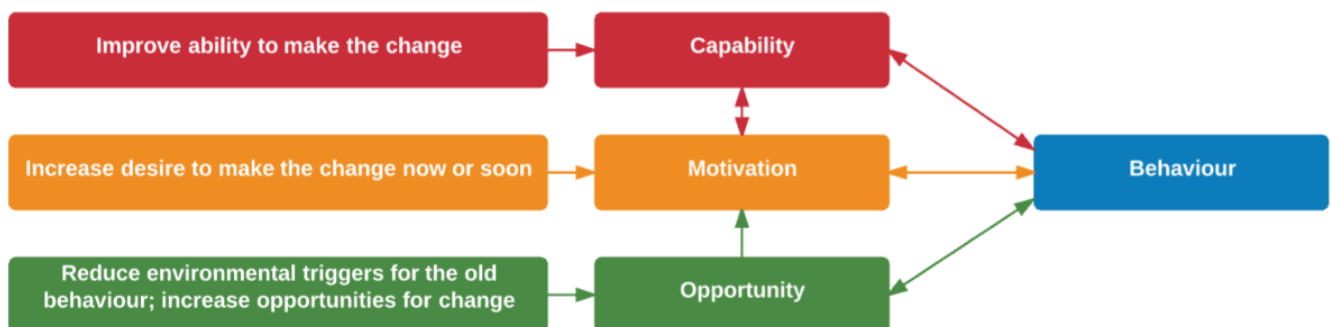 Improve ability to make the change
Capability
Increase desire to make the change now or soon
Motivation
Behaviour
Reduce environmental triggers for the old
behaviour; increase opportunities for change
Opportunity